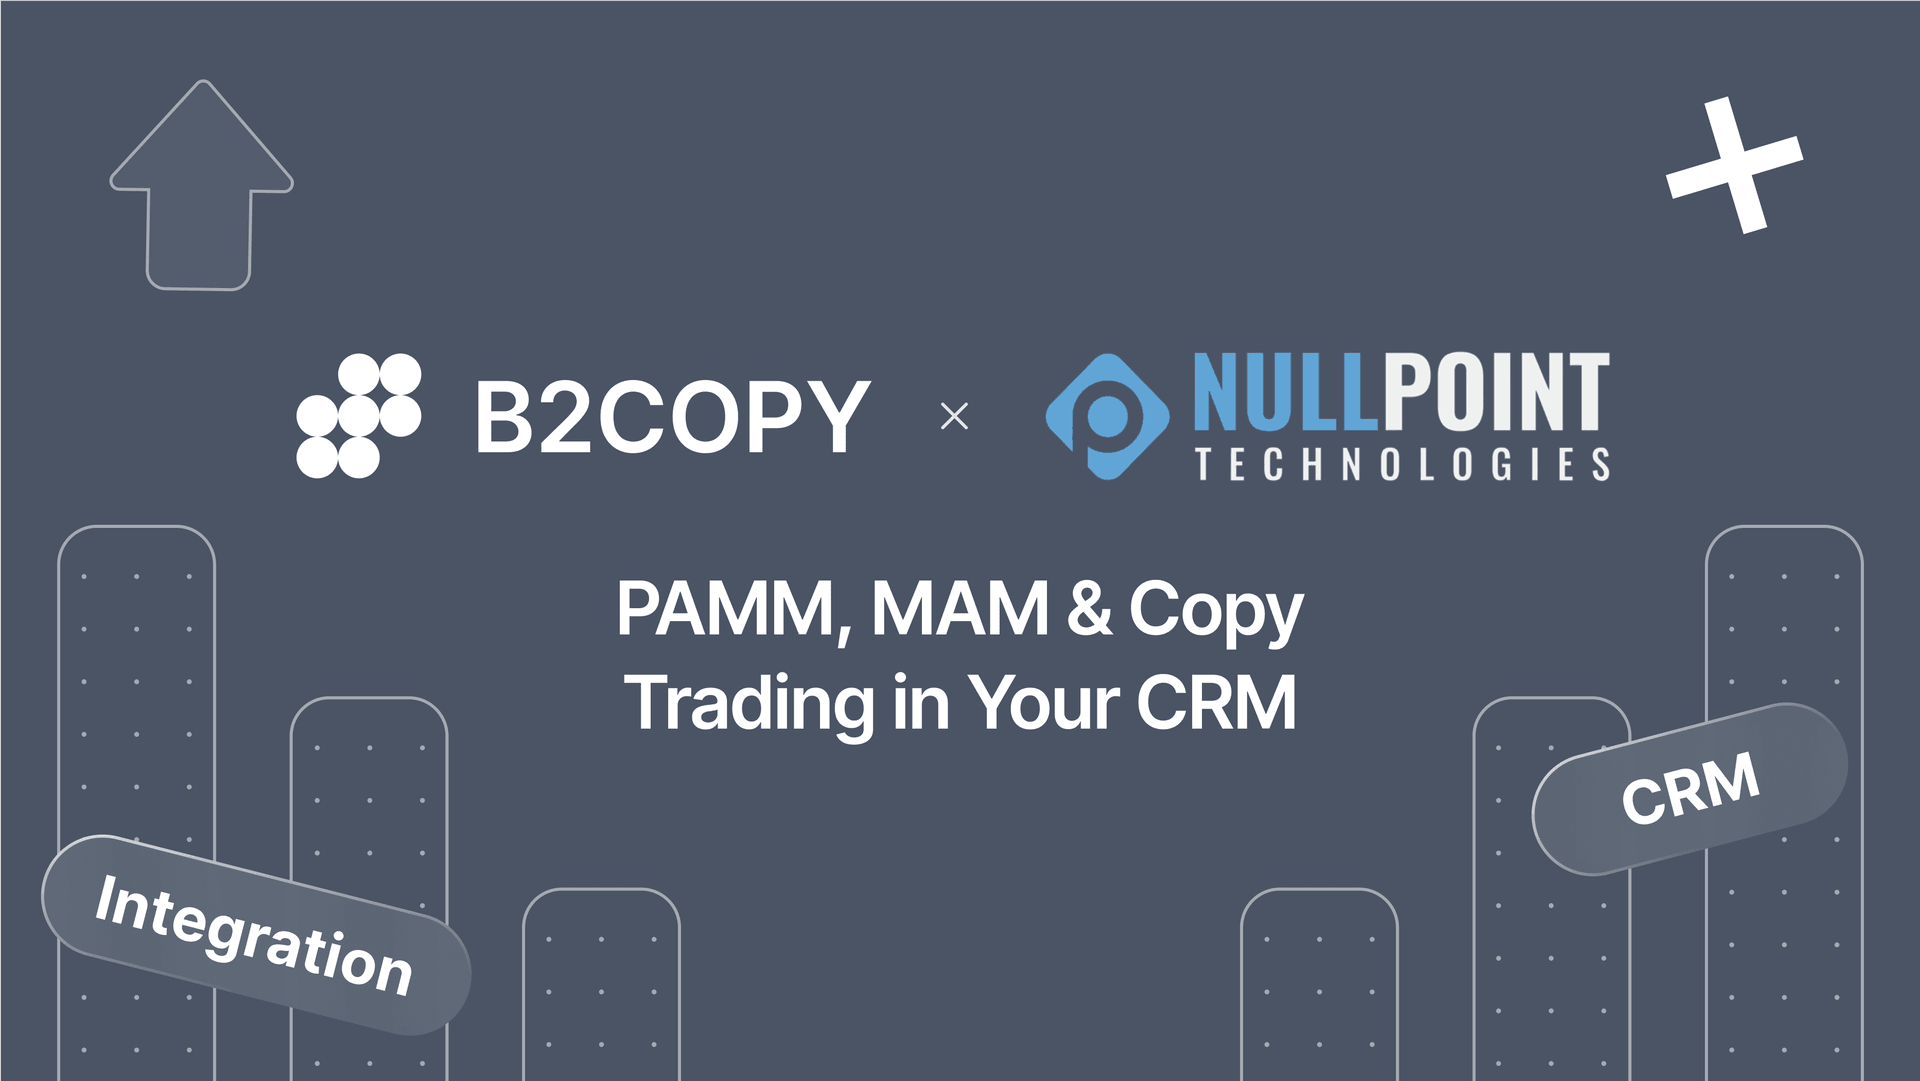 B2COPY × NULLPOINT
TECHNOLOGIES
PAMM, MAM & Copy
Trading in Your CRM
CRM
Integration